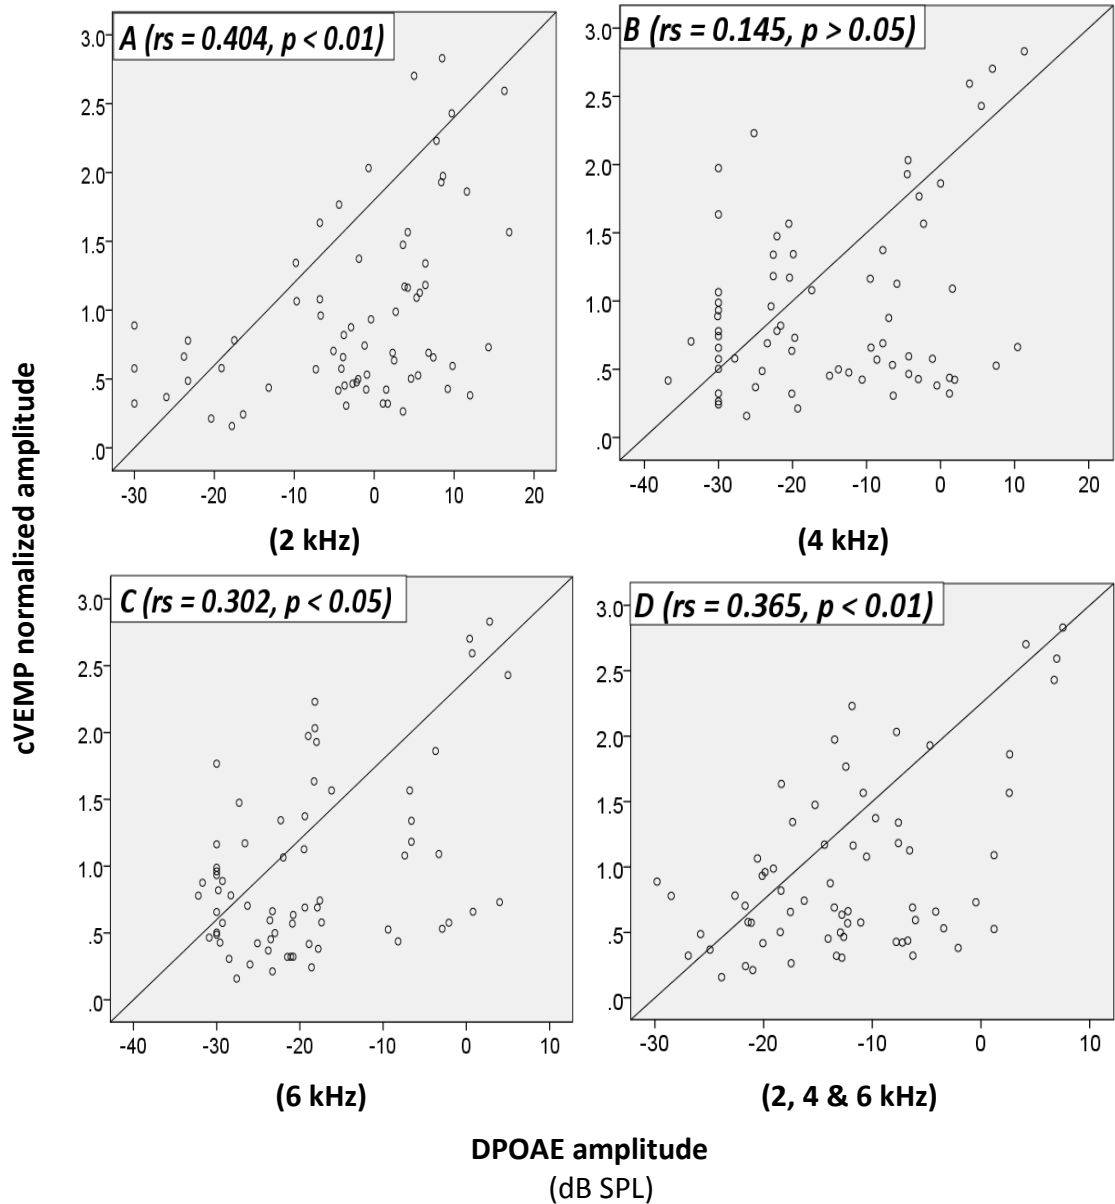 A (rs = 0.404, p < 0.01)
3.0
2.5
2.0
1.5
1.0
.5
.0
-30 -20 -10 0 10 20
(2 kHz)
B (rs = 0.145, p > 0.05)
3.0
2.5
2.0
1.5
1.0
.5
.0
-40 -30 -20 -10 0 10 20
(4 kHz)
cVEMP normalized amplitude
C (rs = 0.302, p < 0.05)
3.0
2.5
2.0
1.5
1.0
.5
.0
-40 -30 -20 -10 0 10
(6 kHz)
D (rs = 0.365, p < 0.01)
3.0
2.5
2.0
1.5
1.0
.5
.0
-30 -20 -10 0 10
(2, 4 & 6 kHz)
DPOAE amplitude
(dB SPL)